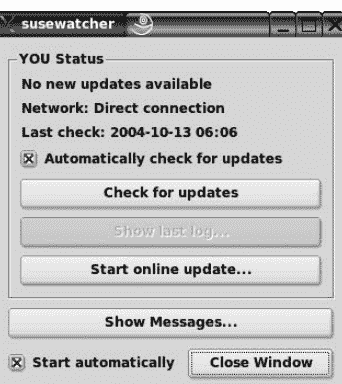 susewatcher
YOU Status
No new updates available
Network: Direct connection
Last check: 2004-10-13 06:06
Automatically check for updates
Check for updates
Show last log...
Start online update...
Show Messages...
Start automatically
Close Window